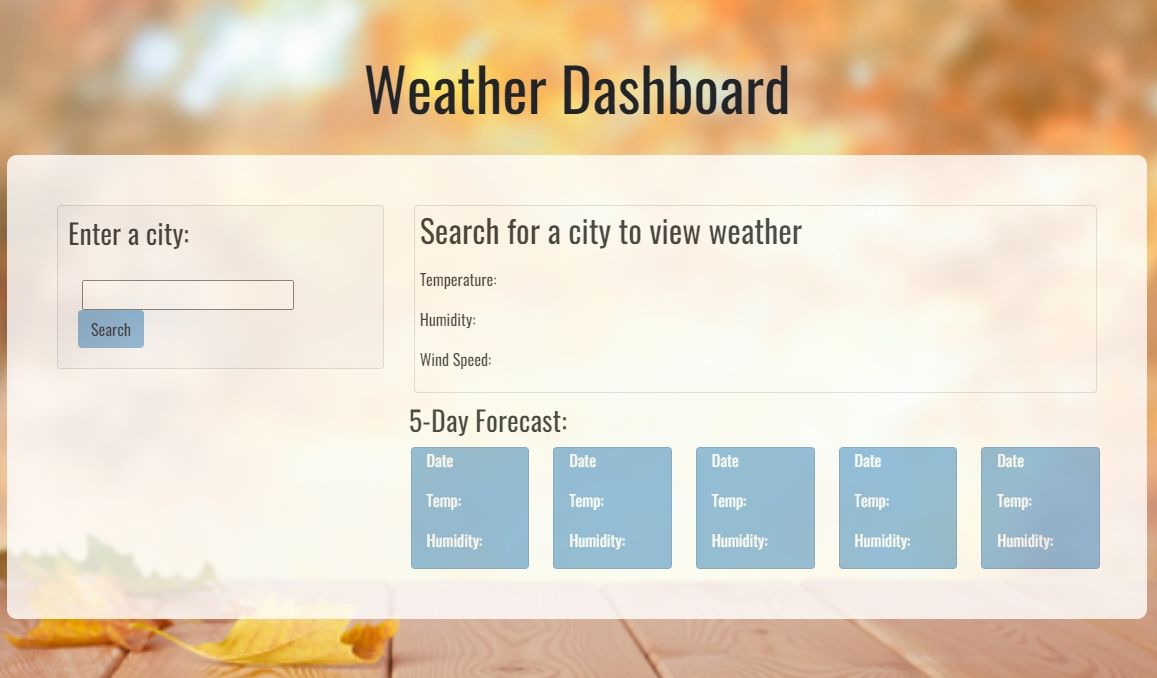 Weather Dashboard
Enter a city:
Search
Search for a city to view weather
Temperature:
Humidity:
Wind Speed:
5-Day Forecast:
Date
Temp:
Humidity:
Date
Temp:
Humidity:
Date
Temp:
Humidity:
Date
Temp:
Humidity:
Date
Temp:
Humidity: